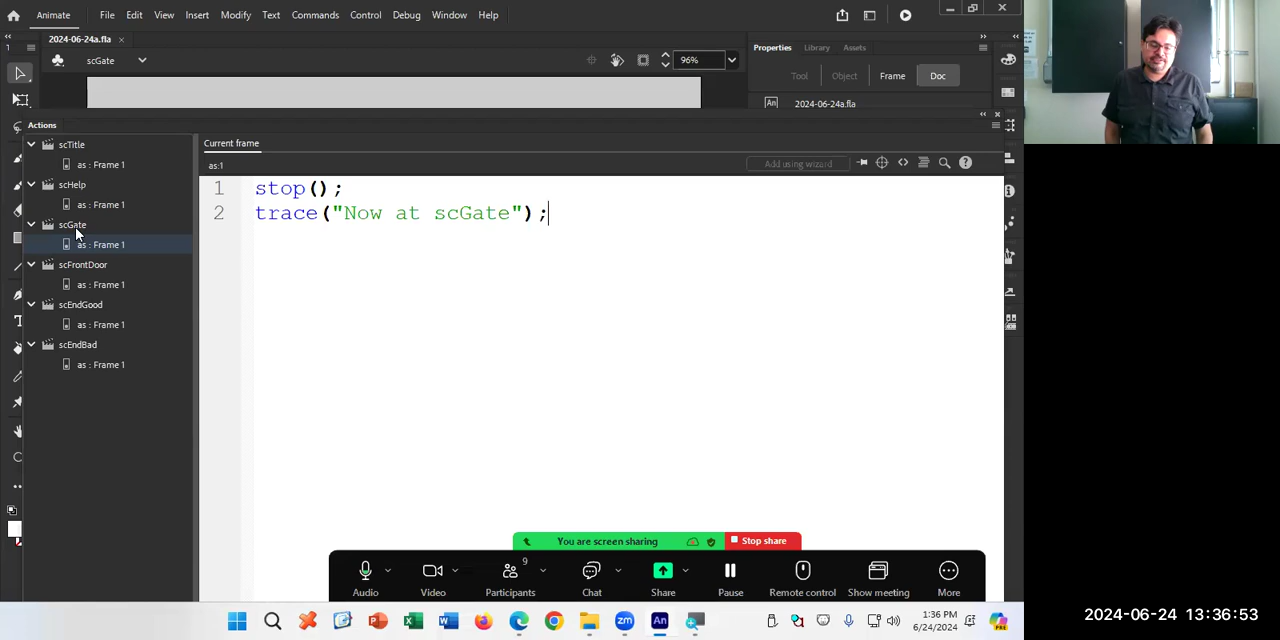 Animate File Edit View Insert Modify Text Commands Control Debug Window Help
2024-06-24a.fla ×
Properties Library Assets
scGate 96%
Tool Object Frame Doc
An 2024-06-24a.fla
Actions
scTitle
as : Frame 1
scHelp
as : Frame 1
scGate
as : Frame 1
scFrontDoor
as : Frame 1
scEndGood
as : Frame 1
scEndBad
as : Frame 1
Current frame
as:1 Add using wizard
1 stop();
2 trace("Now at scGate");
You are screen sharing Stop share
9
Audio Video Participants Chat Share Pause Remote control Show meeting More
1:36 PM
6/24/2024
2024-06-24 13:36:53